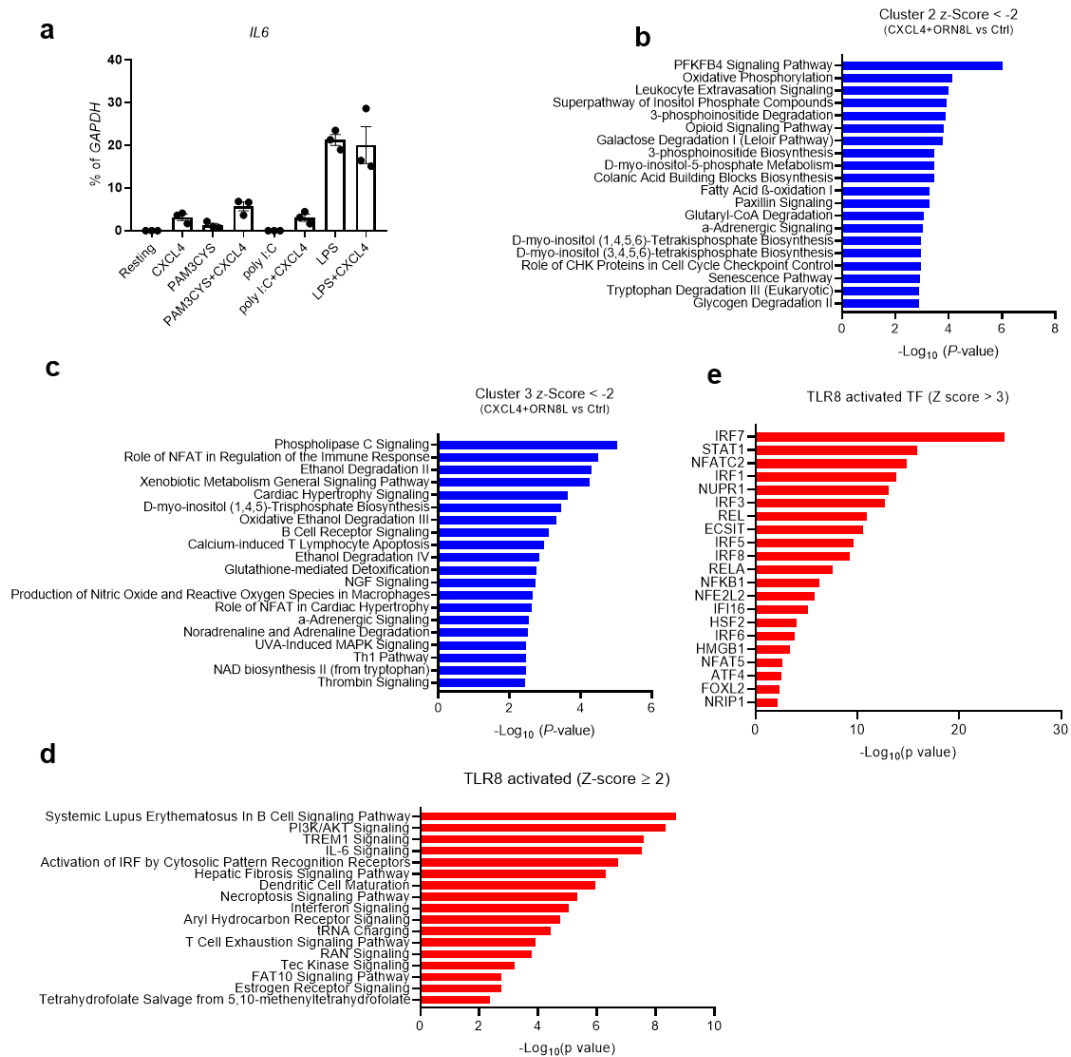 a
IL6
% of GAPDH
40
30
20
10
0
Resting
CXCL4
PAM3CYS
PAM3CYS+CXCL4
poly I:C
poly I:C+CXCL4
LPS
LPS+CXCL4
b
Cluster 2 z-Score < -2
(CXCL4+ORN8L vs Ctrl)
PFKFB4 Signaling Pathway
Oxidative Phosphorylation
Leukocyte Extravasation Signaling
Superpathway of Inositol Phosphate Compounds
3-phosphoinositide Degradation
Opioid Signaling Pathway
Galactose Degradation I (Leloir Pathway)
3-phosphoinositide Biosynthesis
D-myo-inositol-5-phosphate Metabolism
Colanic Acid Building Blocks Biosynthesis
Fatty Acid ß-oxidation I
Paxillin Signaling
Glutaryl-CoA Degradation
a-Adrenergic Signaling
D-myo-inositol (1,4,5,6)-Tetrakisphosphate Biosynthesis
D-myo-inositol (3,4,5,6)-tetrakisphosphate Biosynthesis
Role of CHK Proteins in Cell Cycle Checkpoint Control
Senescence Pathway
Tryptophan Degradation III (Eukaryotic)
Glycogen Degradation II
0 2 4 6 8
-Log10 (P-value)
c
Cluster 3 z-Score < -2
(CXCL4+ORN8L vs Ctrl)
Phospholipase C Signaling
Role of NFAT in Regulation of the Immune Response
Ethanol Degradation II
Xenobiotic Metabolism General Signaling Pathway
Cardiac Hypertrophy Signaling
D-myo-inositol (1,4,5)-Trisphosphate Biosynthesis
Oxidative Ethanol Degradation III
B Cell Receptor Signaling
Calcium-induced T Lymphocyte Apoptosis
Ethanol Degradation IV
Glutathione-mediated Detoxification
NGF Signaling
Production of Nitric Oxide and Reactive Oxygen Species in Macrophages
Role of NFAT in Cardiac Hypertrophy
a-Adrenergic Signaling
Noradrenaline and Adrenaline Degradation
UVA-Induced MAPK Signaling
Th1 Pathway
NAD biosynthesis II (from tryptophan)
Thrombin Signaling
0 2 4 6
-Log10 (P-value)
e
TLR8 activated TF (Z score > 3)
IRF7
STAT1
NFATC2
IRF1
NUPR1
IRF3
REL
ECSIT
IRF5
IRF8
RELA
NFKB1
NFE2L2
IFI16
HSF2
IRF6
HMGB1
NFAT5
ATF4
FOXL2
NRIP1
0 10 20 30
-Log10(p value)
d
TLR8 activated (Z-score ≥ 2)
Systemic Lupus Erythematosus In B Cell Signaling Pathway
PI3K/AKT Signaling
TREM1 Signaling
IL-6 Signaling
Activation of IRF by Cytosolic Pattern Recognition Receptors
Hepatic Fibrosis Signaling Pathway
Dendritic Cell Maturation
Necroptosis Signaling Pathway
Interferon Signaling
Aryl Hydrocarbon Receptor Signaling
tRNA Charging
T Cell Exhaustion Signaling Pathway
RAN Signaling
Tec Kinase Signaling
FAT10 Signaling Pathway
Estrogen Receptor Signaling
Tetrahydrofolate Salvage from 5,10-methenyltetrahydrofolate
0 2 4 6 8 10
-Log10(p value)